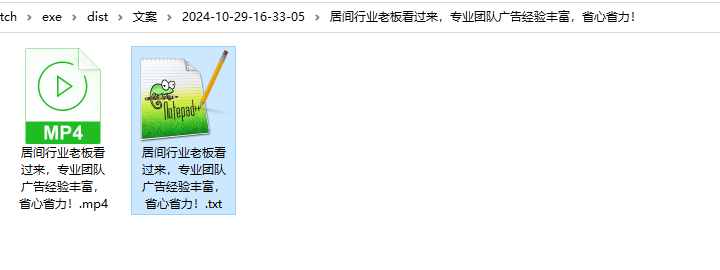 tch › exe › dist › 文案 › 2024-10-29-16-33-05 › 居间行业老板看过来，专业团队广告经验丰富，省心省力！
MP4
居间行业老板看
过来，专业团队
广告经验丰富，
省心省力！.mp4
Notepad++
居间行业老板看
过来，专业团队
广告经验丰富，
省心省力！.txt